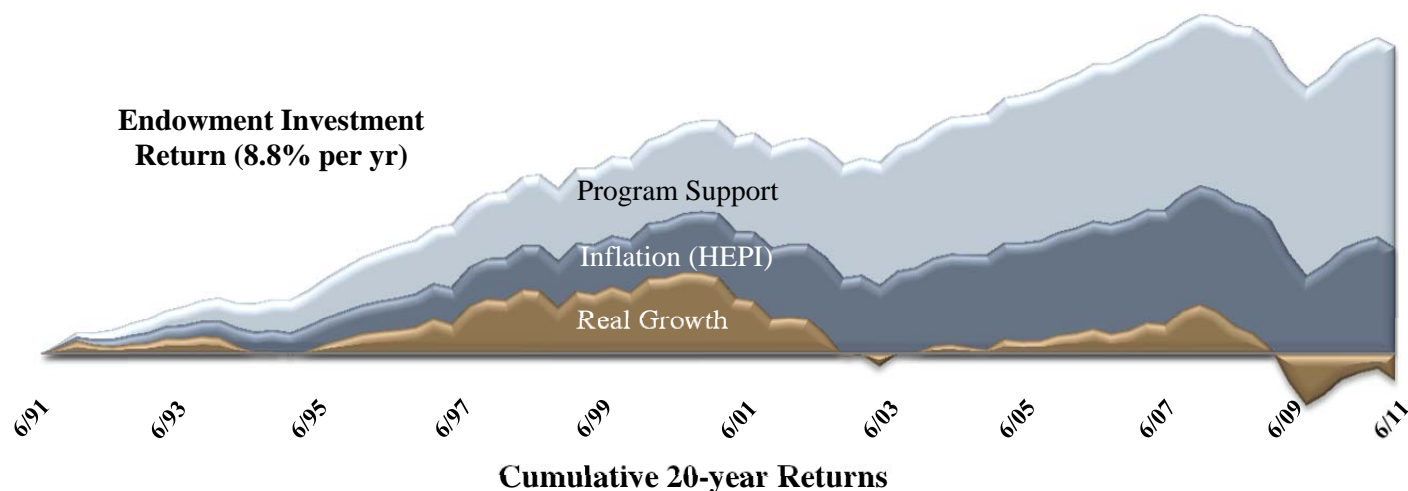 Endowment Investment
Return (8.8% per yr)
Program Support
Inflation (HEPI)
Real Growth
6/91
6/93
6/95
6/97
6/99
6/01
6/03
6/05
6/07
6/09
6/11
Cumulative 20-year Returns